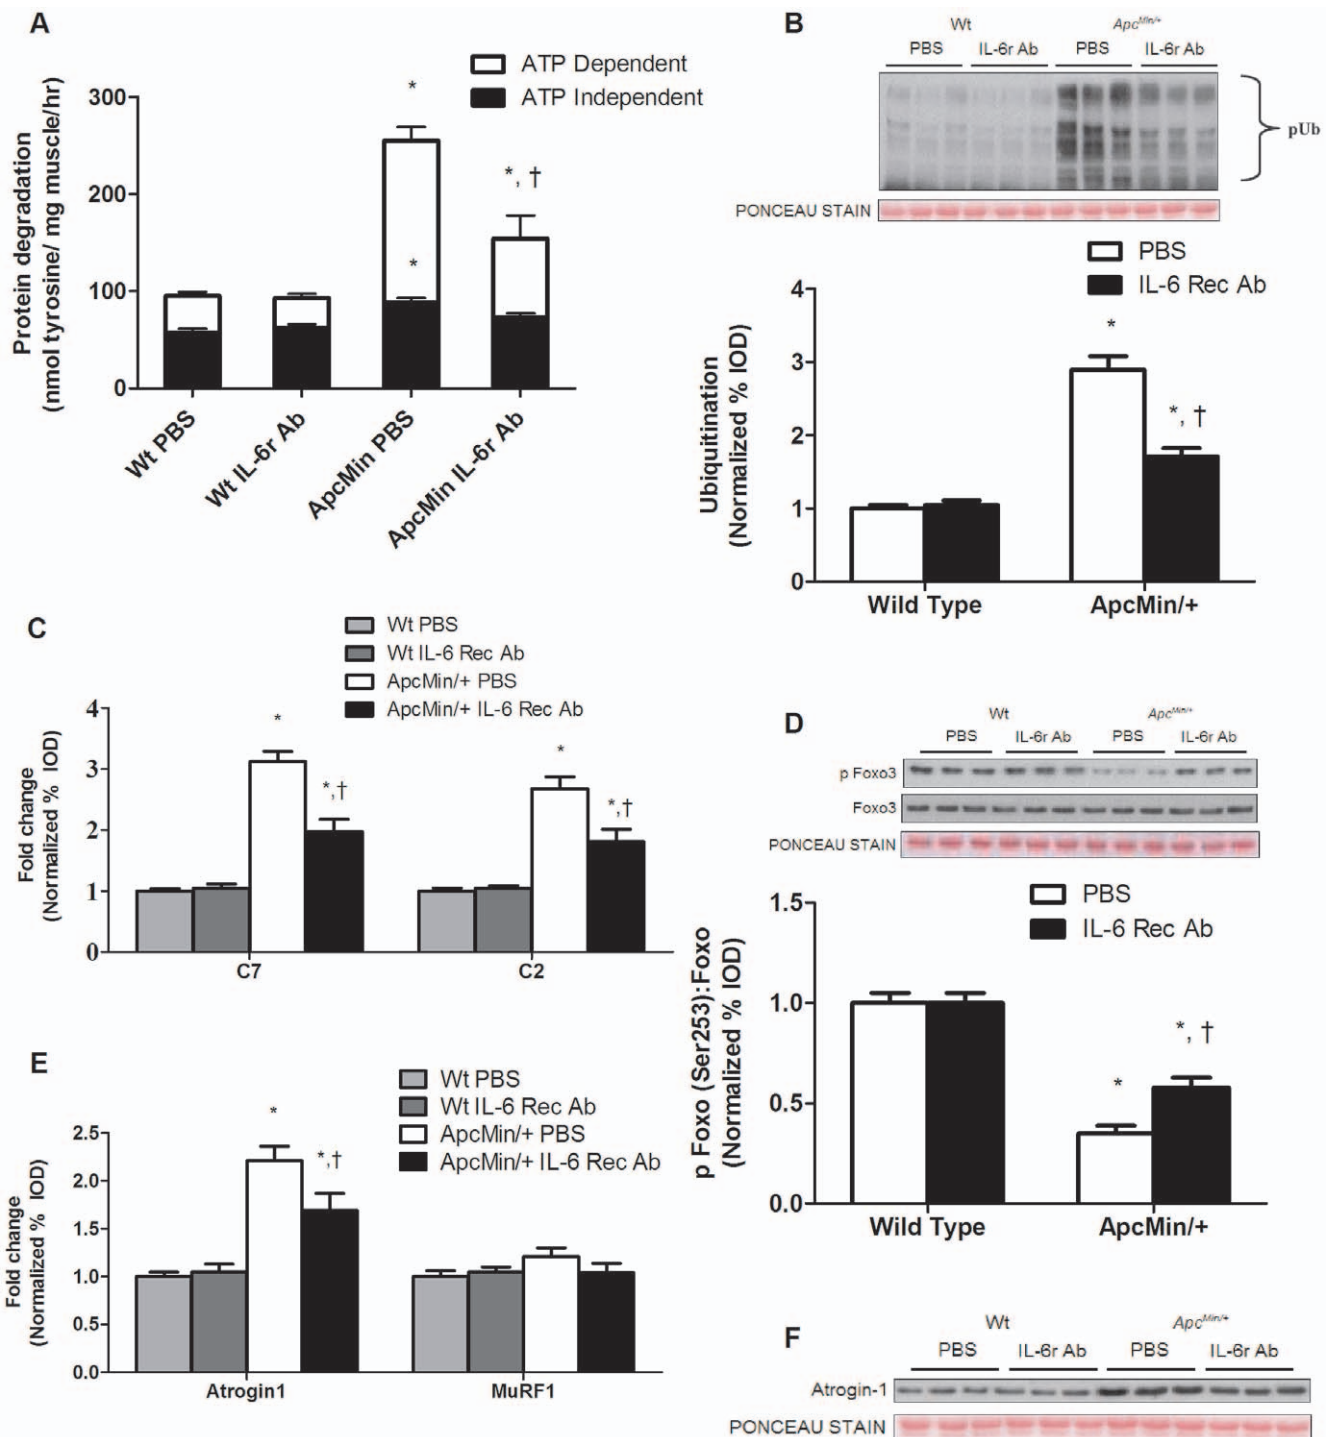 A
ATP Dependent
ATP Independent
Protein degradation
(nmol tyrosine/ mg muscle/hr)
300
200
100
0
*
*
*, †
Wt PBS
Wt IL-6r Ab
ApcMin PBS
ApcMin IL-6r Ab
B
Wt
Apc^Min/+
PBS
IL-6r Ab
PBS
IL-6r Ab
pUb
PONCEAU STAIN
PBS
IL-6 Rec Ab
Ubiquitination
(Normalized % IOD)
4
3
2
1
0
*
*, †
Wild Type
ApcMin/+
C
Wt PBS
Wt IL-6 Rec Ab
ApcMin/+ PBS
ApcMin/+ IL-6 Rec Ab
Fold change
(Normalized % IOD)
4
3
2
1
0
*
*,†
*
*,†
C7
C2
D
Wt
Apc^Min/+
PBS
IL-6r Ab
PBS
IL-6r Ab
p Foxo3
Foxo3
PONCEAU STAIN
PBS
IL-6 Rec Ab
p Foxo (Ser253):Foxo
(Normalized % IOD)
1.5
1.0
0.5
0.0
*
*, †
Wild Type
ApcMin/+
E
Wt PBS
Wt IL-6 Rec Ab
ApcMin/+ PBS
ApcMin/+ IL-6 Rec Ab
Fold change
(Normalized % IOD)
2.5
2.0
1.5
1.0
0.5
0.0
*
*,†
Atrogin1
MuRF1
F
Wt
Apc^Min/+
PBS
IL-6r Ab
PBS
IL-6r Ab
Atrogin-1
PONCEAU STAIN